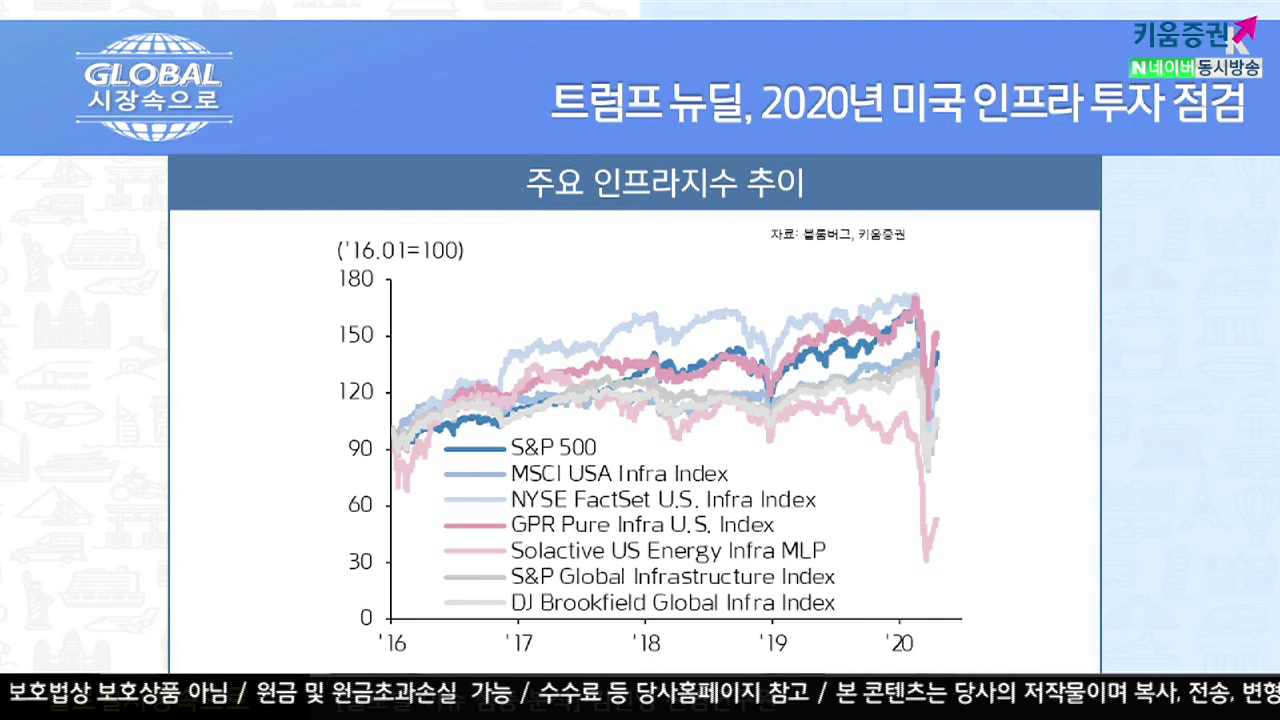 키움증권
K
N 네이버 동시방송
GLOBAL
시장속으로
트럼프 뉴딜, 2020년 미국 인프라 투자 점검
주요 인프라지수 추이
자료: 블룸버그, 키움증권
('16.01=100)
180
150
120
90
60
30
0
S&P 500
MSCI USA Infra Index
NYSE FactSet U.S. Infra Index
GPR Pure Infra U.S. Index
Solactive US Energy Infra MLP
S&P Global Infrastructure Index
DJ Brookfield Global Infra Index
'16 '17 '18 '19 '20
보호법상 보호상품 아님 / 원금 및 원금초과손실 가능 / 수수료 등 당사홈페이지 참고 / 본 콘텐츠는 당사의 저작물이며 복사, 전송, 변형